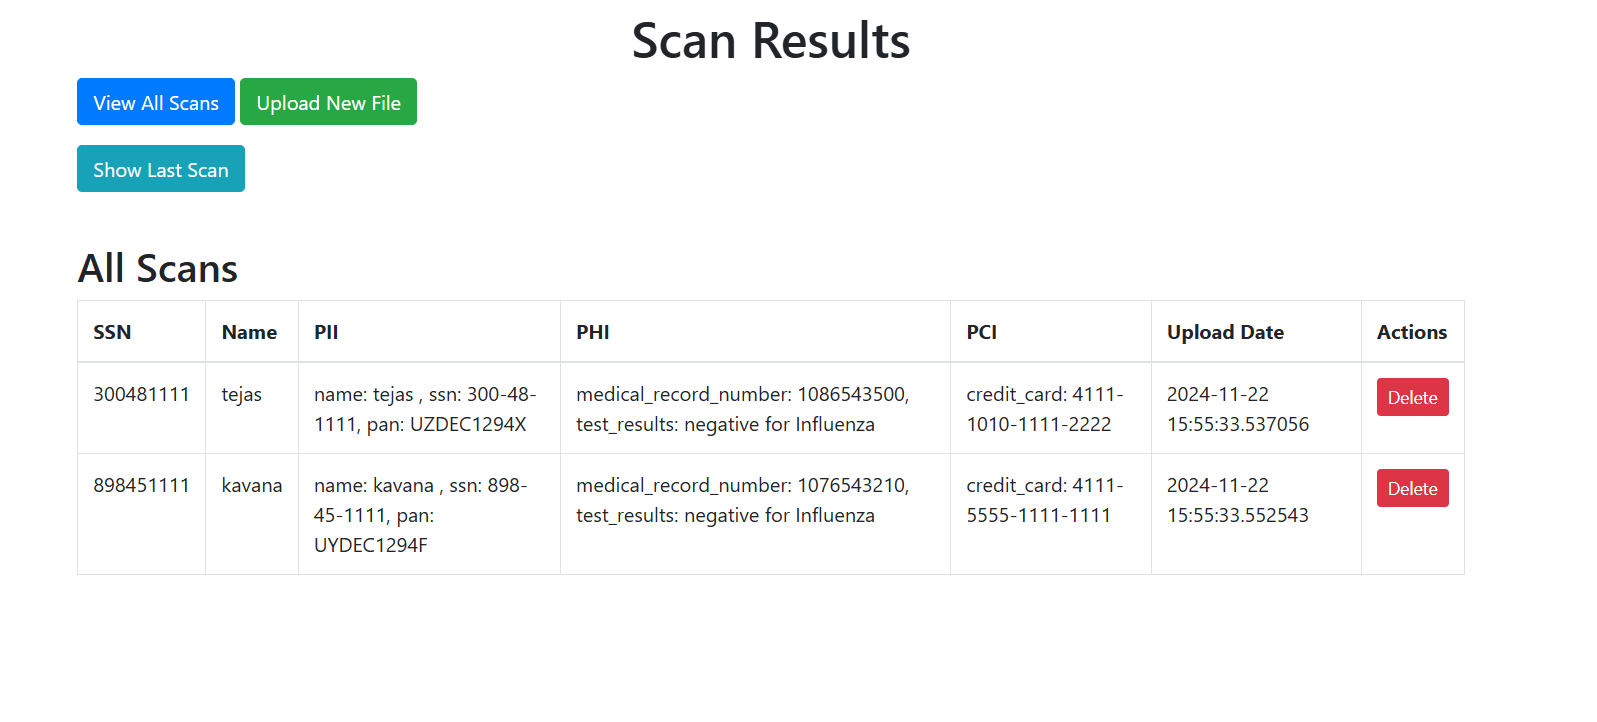 Scan Results
View All Scans
Upload New File
Show Last Scan
All Scans
SSN Name PII PHI PCI Upload Date Actions
300481111 tejas name: tejas , ssn: 300-48- medical_record_number: 1086543500, credit_card: 4111- 2024-11-22 Delete
1111, pan: UZDEC1294X test_results: negative for Influenza 1010-1111-2222 15:55:33.537056
898451111 kavana name: kavana , ssn: 898- medical_record_number: 1076543210, credit_card: 4111- 2024-11-22 Delete
45-1111, pan: test_results: negative for Influenza 5555-1111-1111 15:55:33.552543
UYDEC1294F